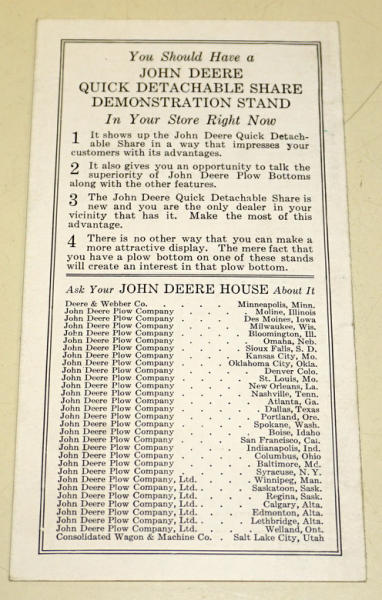 You Should Have a
JOHN DEERE
QUICK DETACHABLE SHARE
DEMONSTRATION STAND
In Your Store Right Now
1 It shows up the John Deere Quick Detach-
able Share in a way that impresses your
customers with its advantages.
2 It also gives you an opportunity to talk the
superiority of John Deere Plow Bottoms
along with the other features.
3 The John Deere Quick Detachable Share is
new and you are the only dealer in your
vicinity that has it. Make the most of this
advantage.
4 There is no other way that you can make a
more attractive display. The mere fact that
you have a plow bottom on one of these stands
will create an interest in that plow bottom.
Ask Your JOHN DEERE HOUSE About It
Deere & Webber Co. . . . . Minneapolis, Minn.
John Deere Plow Company . . . . Moline, Illinois
John Deere Plow Company . . . . Des Moines, Iowa
John Deere Plow Company . . . . Milwaukee, Wis.
John Deere Plow Company . . . . Bloomington, Ill.
John Deere Plow Company . . . . Omaha, Neb.
John Deere Plow Company . . . . Sioux Falls, S. D.
John Deere Plow Company . . . . Kansas City, Mo.
John Deere Plow Company . . . Oklahoma City, Okla.
John Deere Plow Company . . . . Denver Colo.
John Deere Plow Company . . . . St. Louis, Mo.
John Deere Plow Company . . . . New Orleans, La.
John Deere Plow Company . . . . Nashville, Tenn.
John Deere Plow Company . . . . Atlanta, Ga.
John Deere Plow Company . . . . Dallas, Texas
John Deere Plow Company . . . . Portland, Ore.
John Deere Plow Company . . . . Spokane, Wash.
John Deere Plow Company . . . . Boise, Idaho
John Deere Plow Company . . . . San Francisco, Cal.
John Deere Plow Company . . . . Indianapolis, Ind.
John Deere Plow Company . . . . Columbus, Ohio
John Deere Plow Company . . . . Baltimore, Md.
John Deere Plow Company . . . . Syracuse, N. Y.
John Deere Plow Company, Ltd. . . . Winnipeg, Man.
John Deere Plow Company, Ltd. . . . Saskatoon, Sask.
John Deere Plow Company, Ltd. . . . Regina, Sask.
John Deere Plow Company, Ltd. . . . Calgary, Alta.
John Deere Plow Company, Ltd. . . . Edmonton, Alta.
John Deere Plow Company, Ltd. . . . Lethbridge, Alta.
John Deere Plow Company, Ltd. . . . Welland, Ont.
Consolidated Wagon & Machine Co. . Salt Lake City, Utah